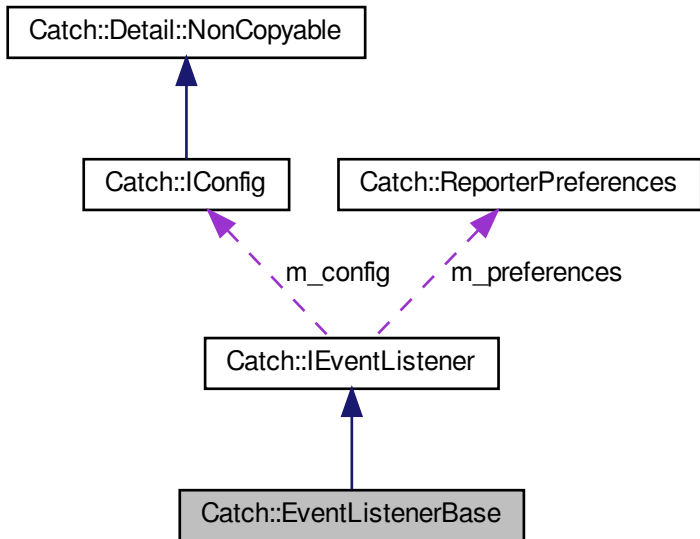 Catch::Detail::NonCopyable
Catch::IConfig
Catch::ReporterPreferences
m_config
m_preferences
Catch::IEventListener
Catch::EventListenerBase